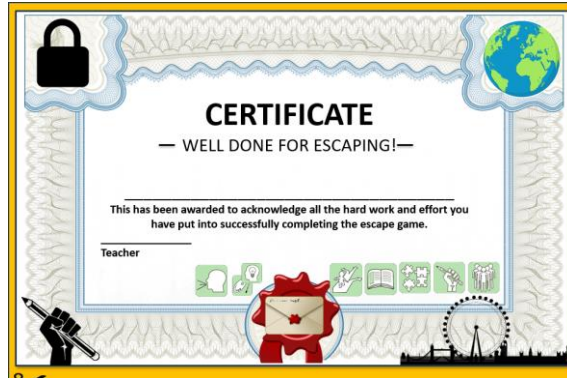 CERTIFICATE
— WELL DONE FOR ESCAPING!—
This has been awarded to acknowledge all the hard work and effort you
have put into successfully completing the escape game.
Teacher